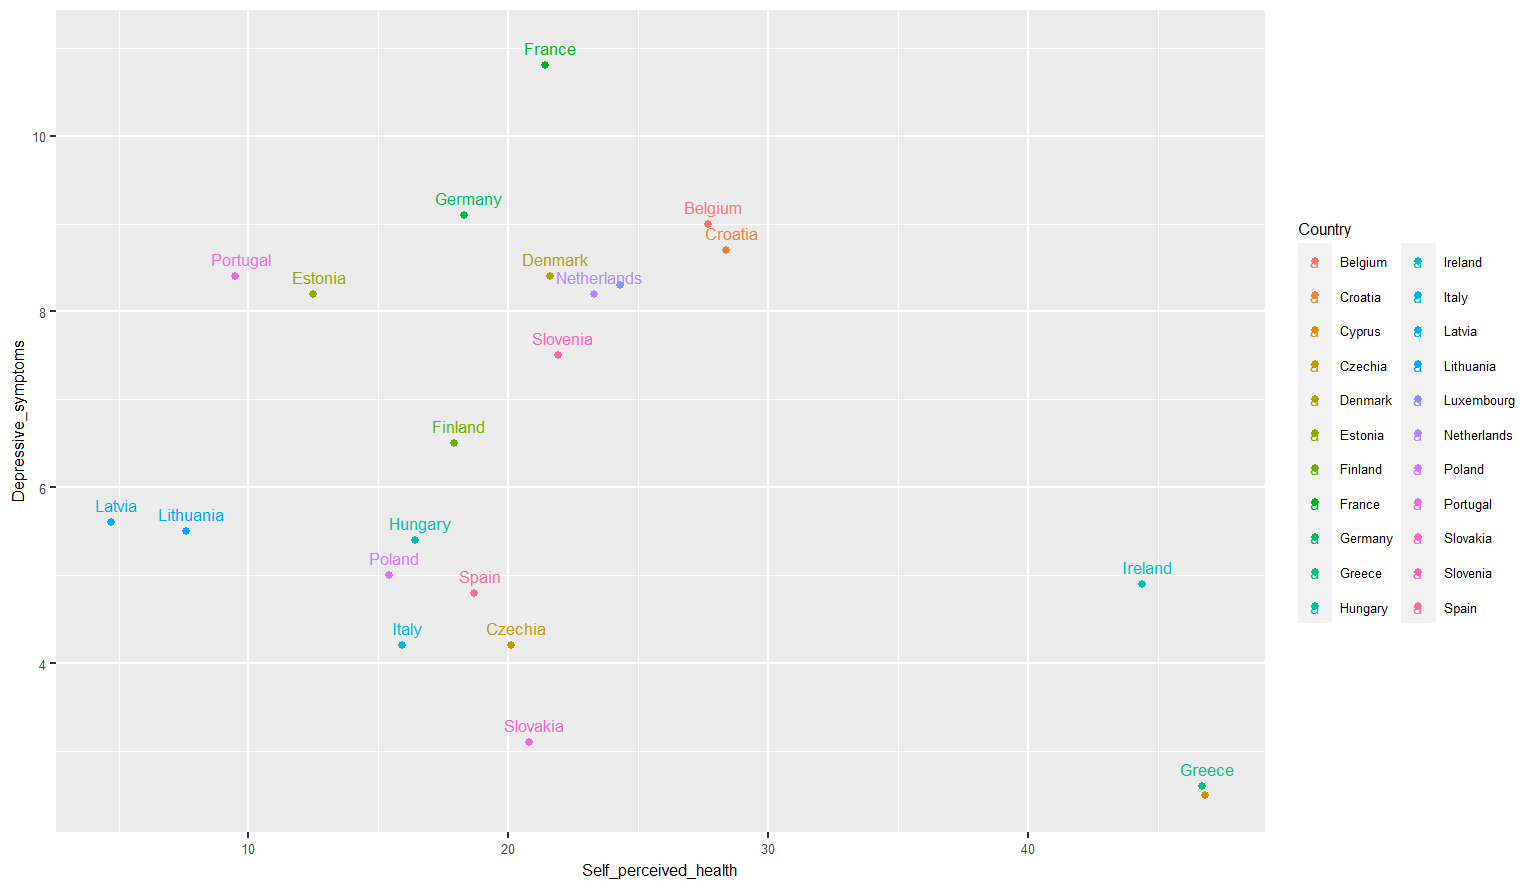 France
10
Germany
Belgium
Croatia
Portugal
Denmark
Estonia
Netherlands
8
Slovenia
Finland
6
Latvia
Lithuania
Hungary
Poland
Spain
Ireland
Italy
Czechia
4
Slovakia
Greece
Depressive_symptoms
10
20
30
40
Self_perceived_health
Country
a Belgium
a Croatia
a Cyprus
a Czechia
a Denmark
a Estonia
a Finland
a France
a Germany
a Greece
a Hungary
a Ireland
a Italy
a Latvia
a Lithuania
a Luxembourg
a Netherlands
a Poland
a Portugal
a Slovakia
a Slovenia
a Spain